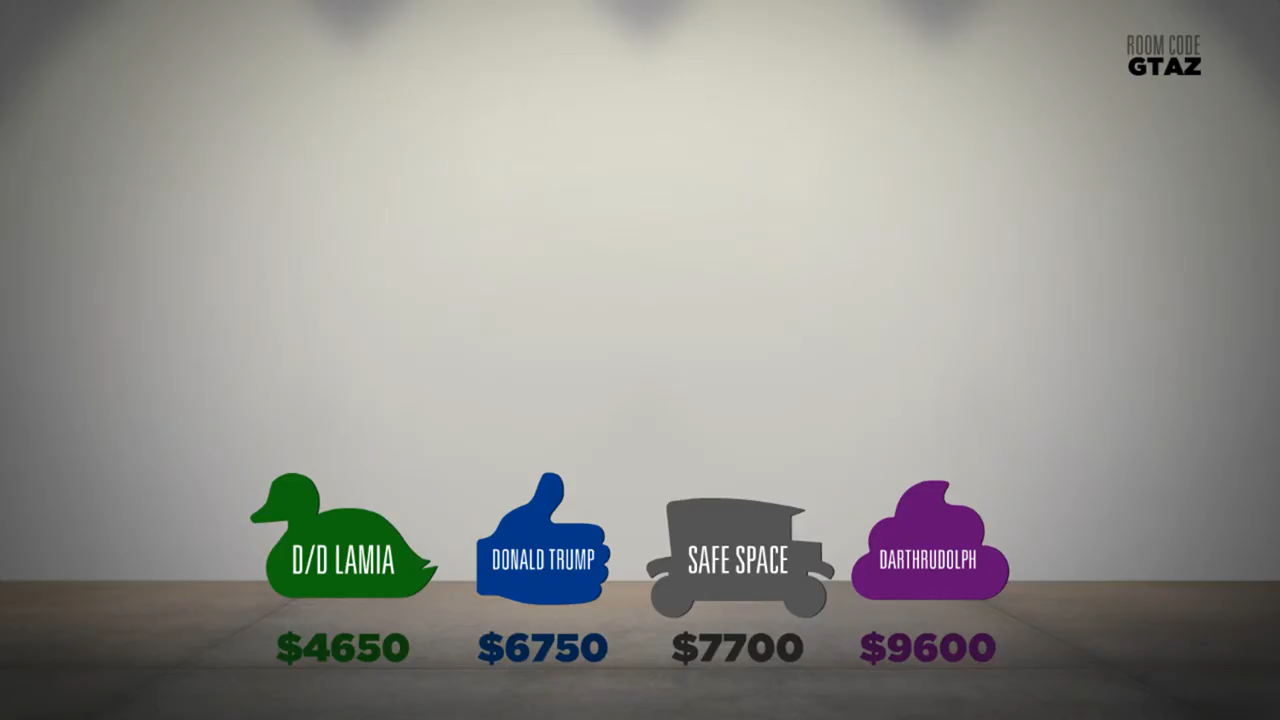 ROOM CODE
GTAZ
D/D LAMIA
DONALD TRUMP
SAFE SPACE
DARTHRUDOLPH
$4650
$6750
$7700
$9600